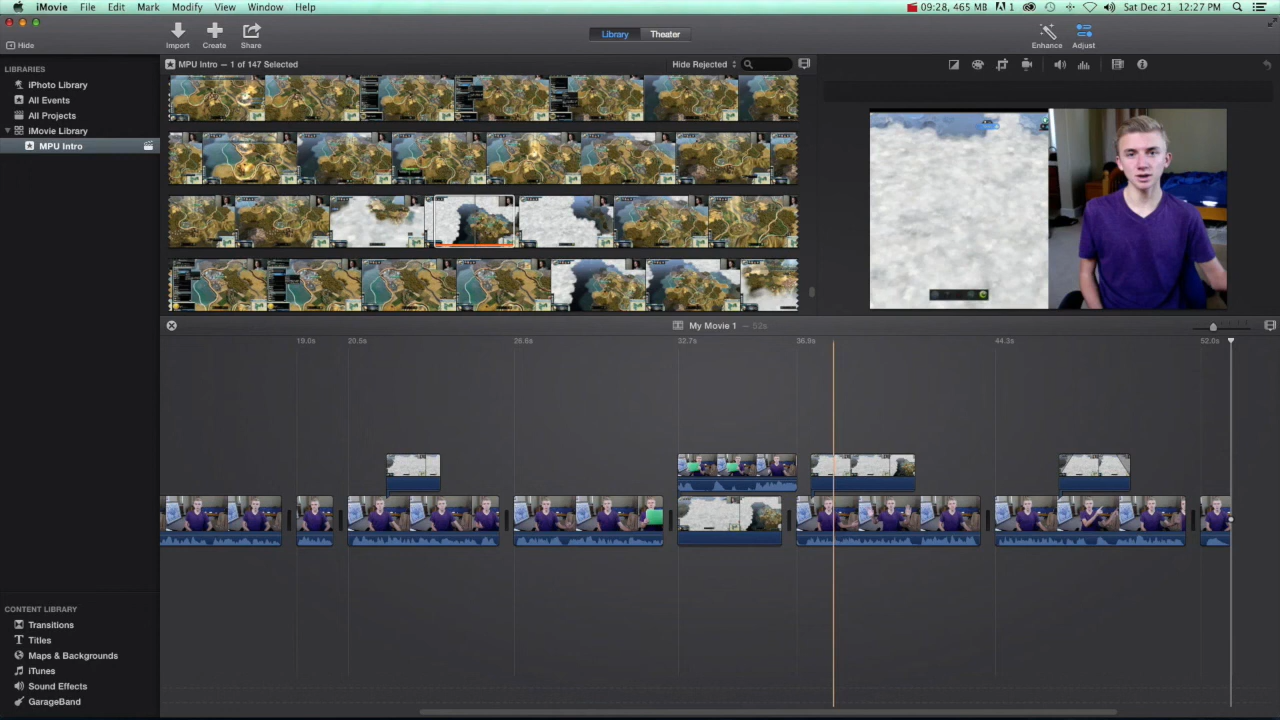 iMovie File Edit Mark Modify View Window Help 09:28, 465 MB 1 Sat Dec 21 12:27 PM
Import Create Share Library Theater Enhance Adjust
Hide
LIBRARIES
iPhoto Library
All Events
All Projects
iMovie Library
MPU Intro
MPU Intro — 1 of 147 Selected Hide Rejected
My Movie 1 — 52s
19.0s 20.5s 26.6s 32.7s 36.9s 44.3s 52.0s
CONTENT LIBRARY
Transitions
Titles
Maps & Backgrounds
iTunes
Sound Effects
GarageBand